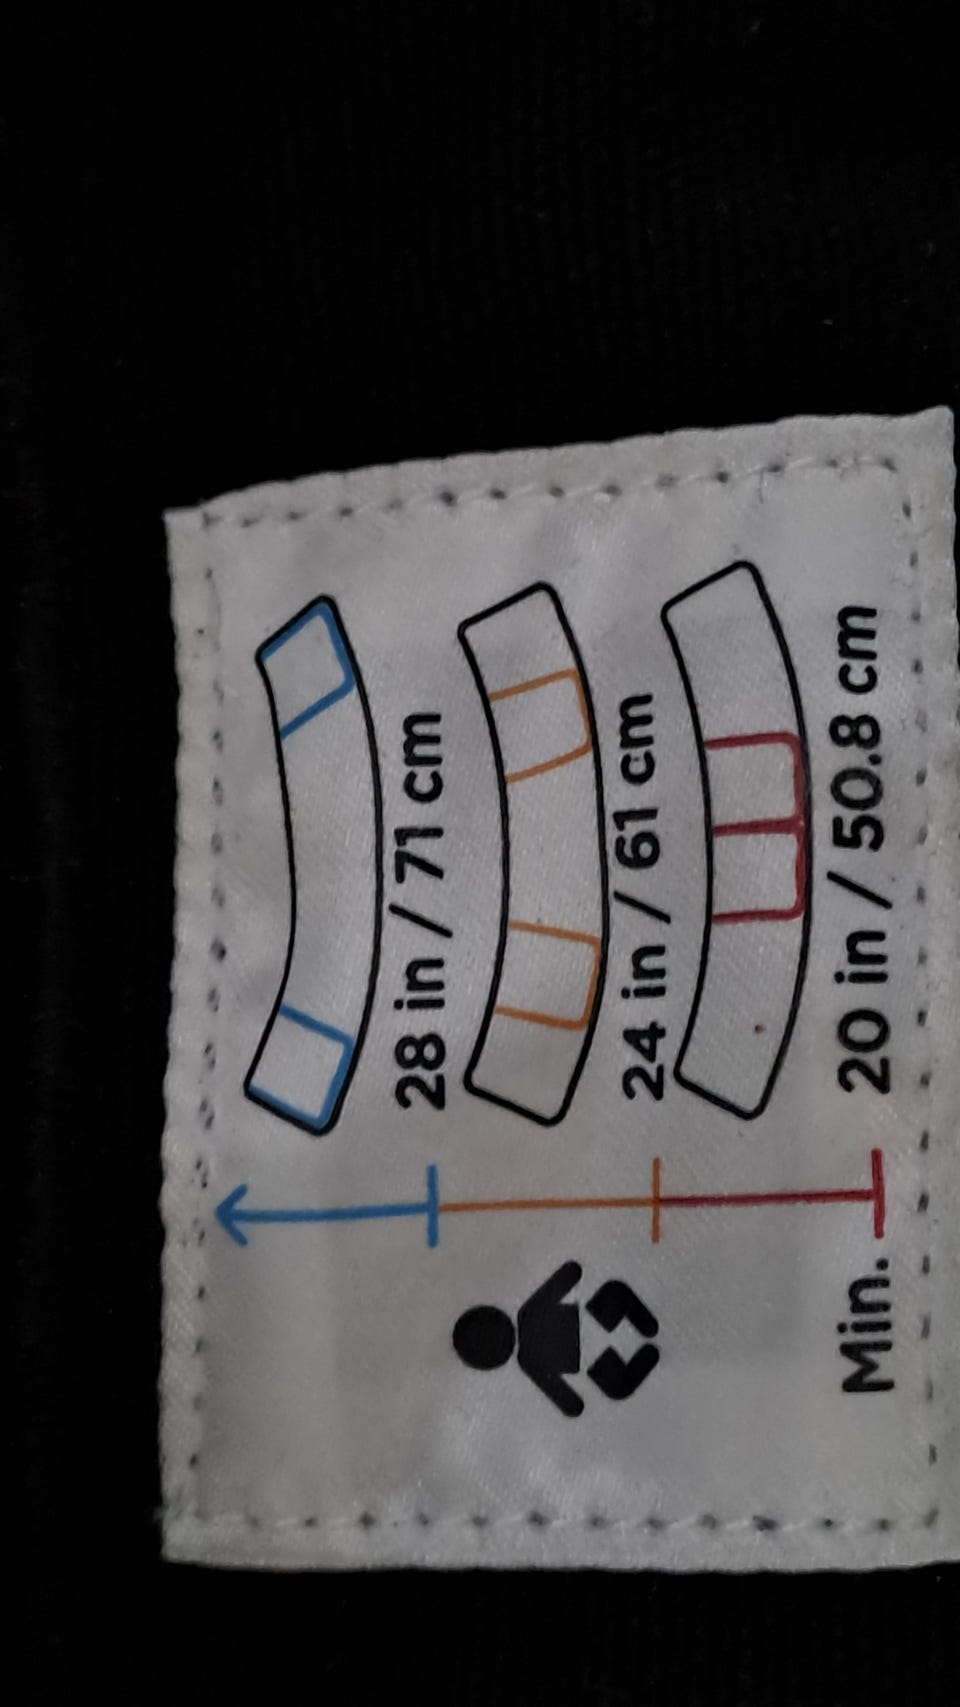 28 in / 71 cm
24 in / 61 cm
Min. 20 in / 50.8 cm